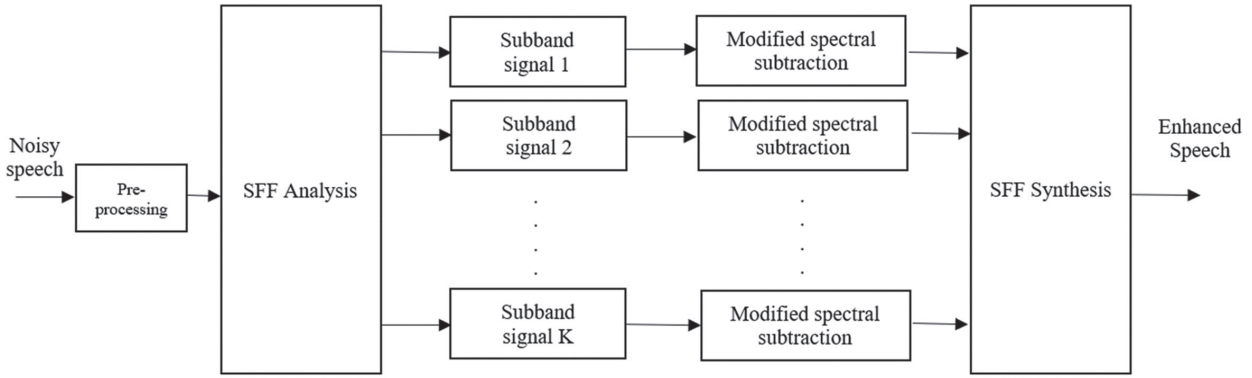 Noisy
speech
Pre-
processing
SFF Analysis
Subband
signal 1
Modified spectral
subtraction
Subband
signal 2
Modified spectral
subtraction
Subband
signal K
Modified spectral
subtraction
SFF Synthesis
Enhanced
Speech